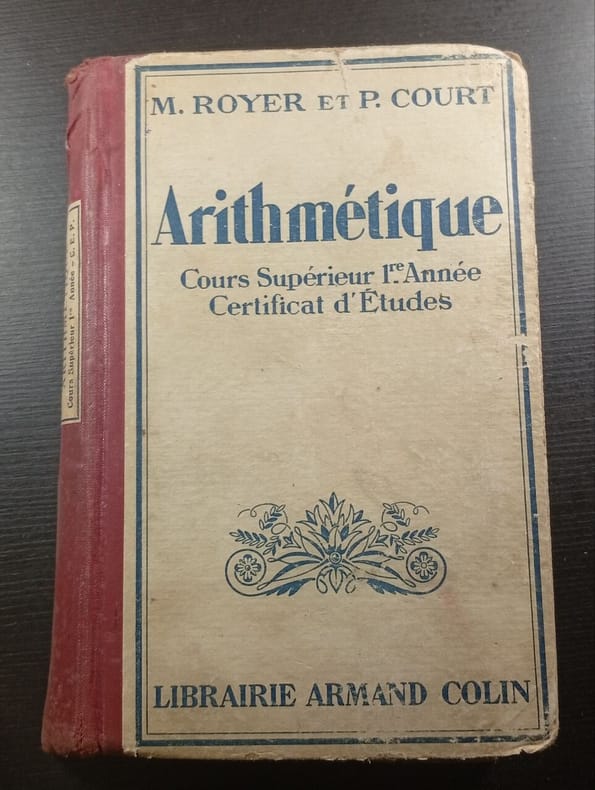 M. ROYER ET P. COURT
Arithmétique
Cours Supérieur 1re Année
Certificat d'Études
LIBRAIRIE ARMAND COLIN
Cours Supérieur 1re Année - C. E. P.